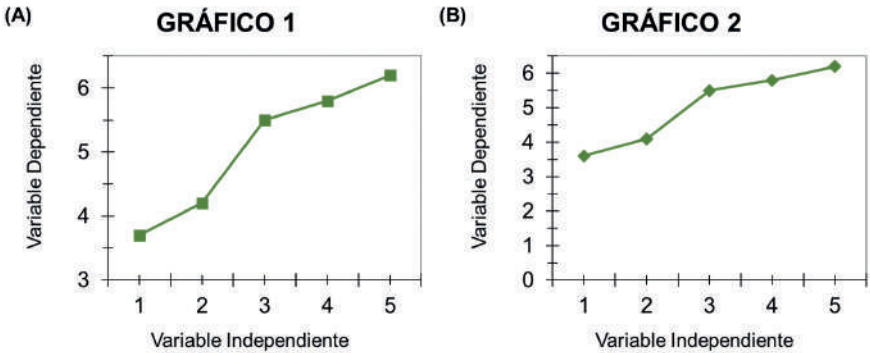 (A)
GRÁFICO 1
Variable Dependiente
6
5
4
3
1 2 3 4 5
Variable Independiente
(B)
GRÁFICO 2
Variable Dependiente
6
5
4
3
2
1
0
1 2 3 4 5
Variable Independiente